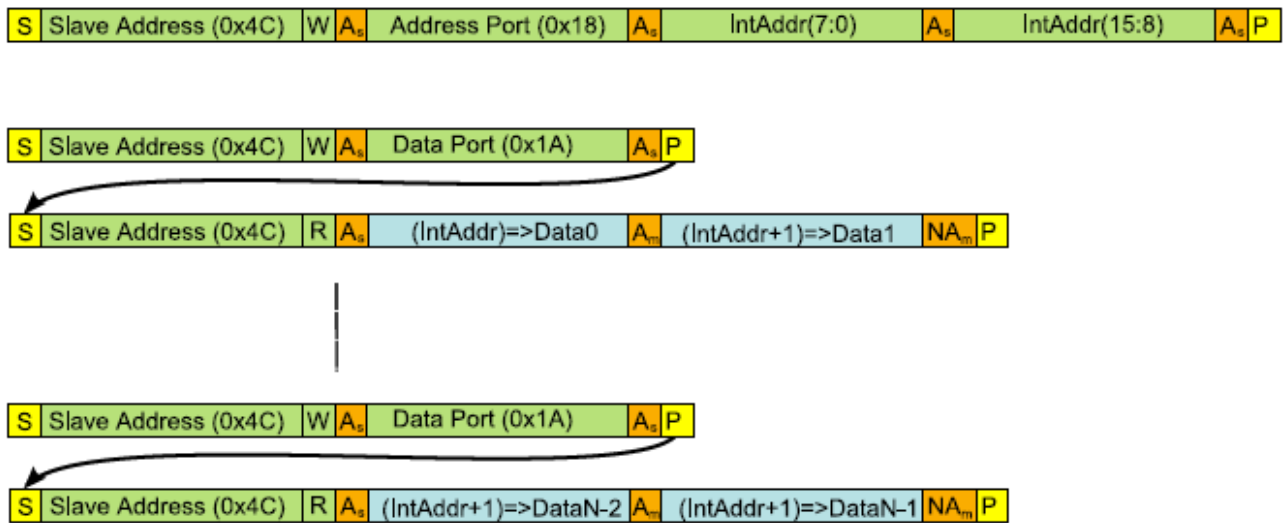 S Slave Address (0x4C) W As Address Port (0x18) As IntAddr(7:0) As IntAddr(15:8) As P
S Slave Address (0x4C) W As Data Port (0x1A) As P
S Slave Address (0x4C) R As (IntAddr)=>Data0 Am (IntAddr+1)=>Data1 NAm P
S Slave Address (0x4C) W As Data Port (0x1A) As P
S Slave Address (0x4C) R As (IntAddr+1)=>DataN-2 Am (IntAddr+1)=>DataN-1 NAm P